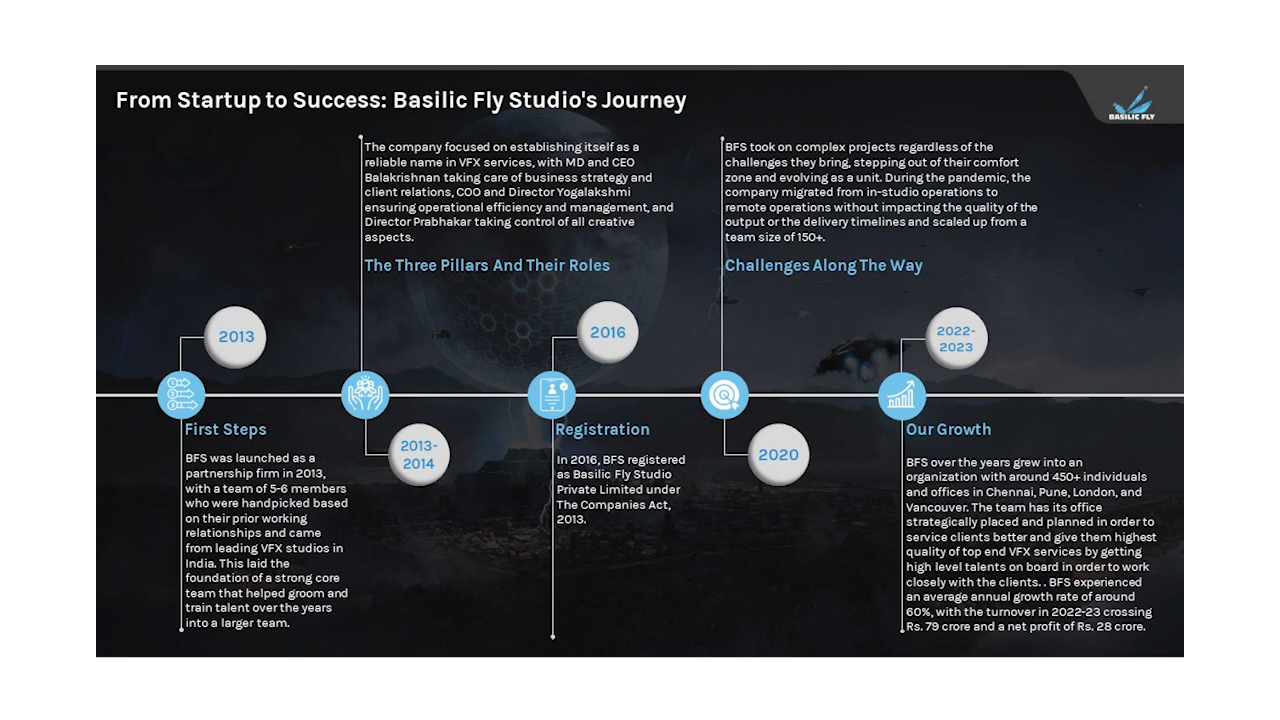 From Startup to Success: Basilic Fly Studio's Journey
BASILIC FLY
The company focused on establishing itself as a
reliable name in VFX services, with MD and CEO
Balakrishnan taking care of business strategy and
client relations, COO and Director Yogalakshmi
ensuring operational efficiency and management, and
Director Prabhakar taking control of all creative
aspects.
The Three Pillars And Their Roles
BFS took on complex projects regardless of the
challenges they bring, stepping out of their comfort
zone and evolving as a unit. During the pandemic, the
company migrated from in-studio operations to
remote operations without impacting the quality of the
output or the delivery timelines and scaled up from a
team size of 150+.
Challenges Along The Way
2013
2016
2022-
2023
First Steps
BFS was launched as a
partnership firm in 2013,
with a team of 5-6 members
who were handpicked based
on their prior working
relationships and came
from leading VFX studios in
India. This laid the
foundation of a strong core
team that helped groom and
train talent over the years
into a larger team.
2013-
2014
Registration
In 2016, BFS registered
as Basilic Fly Studio
Private Limited under
The Companies Act,
2013.
2020
Our Growth
BFS over the years grew into an
organization with around 450+ individuals
and offices in Chennai, Pune, London, and
Vancouver. The team has its office
strategically placed and planned in order to
service clients better and give them highest
quality of top end VFX services by getting
high level talents on board in order to work
closely with the clients. . BFS experienced
an average annual growth rate of around
60%, with the turnover in 2022-23 crossing
Rs. 79 crore and a net profit of Rs. 28 crore.